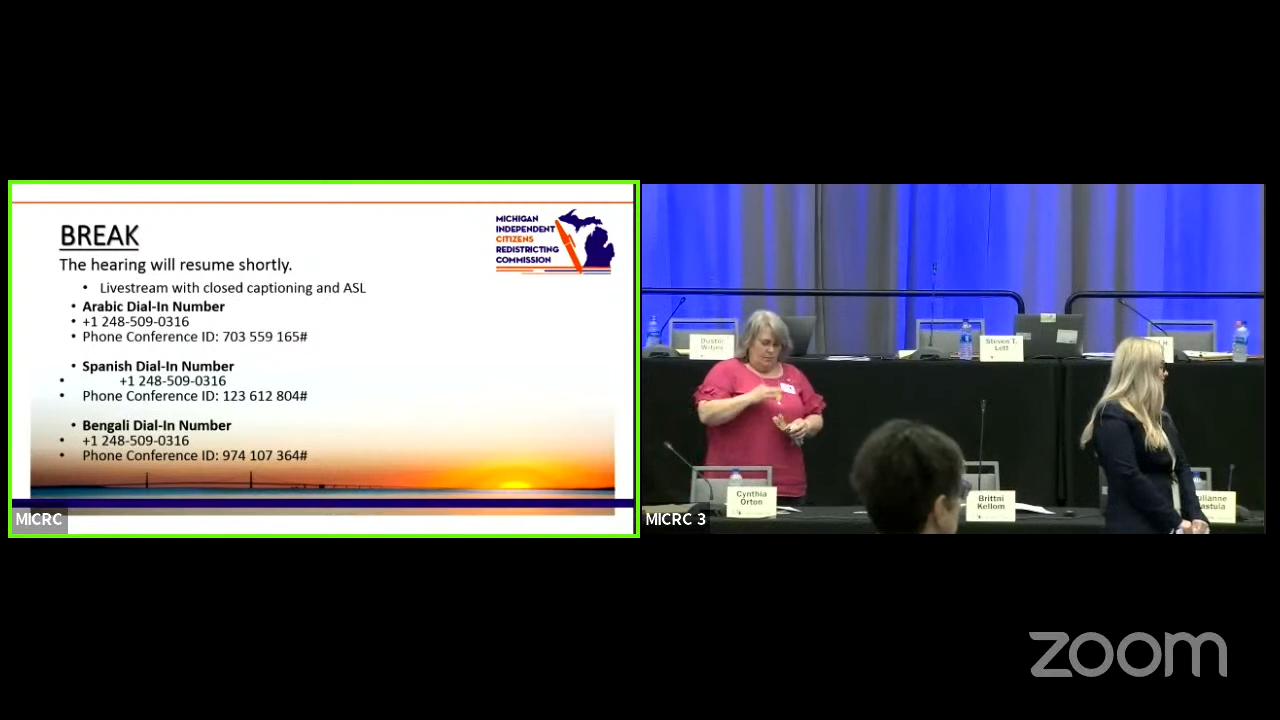 BREAK
The hearing will resume shortly.
• Livestream with closed captioning and ASL
• Arabic Dial-In Number
• +1 248-509-0316
• Phone Conference ID: 703 559 165#
• Spanish Dial-In Number
• +1 248-509-0316
• Phone Conference ID: 123 612 804#
• Bengali Dial-In Number
• +1 248-509-0316
• Phone Conference ID: 974 107 364#
MICHIGAN
INDEPENDENT
CITIZENS
REDISTRICTING
COMMISSION
MICRC
Steven T.
Lett
Cynthia
Orton
Brittni
Kellom
MICRC 3
zoom